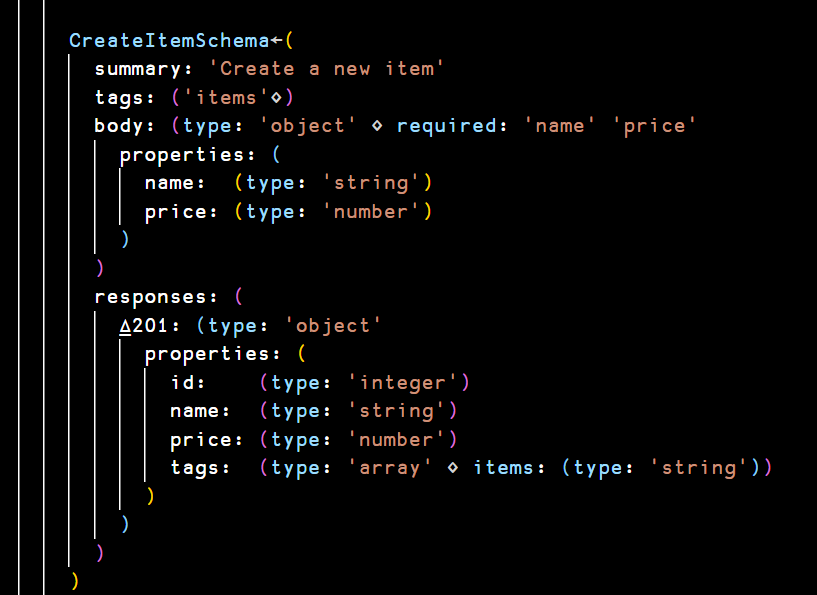 CreateItemSchema←(
  summary: 'Create a new item'
  tags: ('items'⋄)
  body: (type: 'object' ⋄ required: 'name' 'price'
    properties: (
      name:  (type: 'string')
      price: (type: 'number')
    )
  )
  responses: (
    ⍙201: (type: 'object'
      properties: (
        id:    (type: 'integer')
        name:  (type: 'string')
        price: (type: 'number')
        tags:  (type: 'array' ⋄ items: (type: 'string'))
      )
    )
  )
)